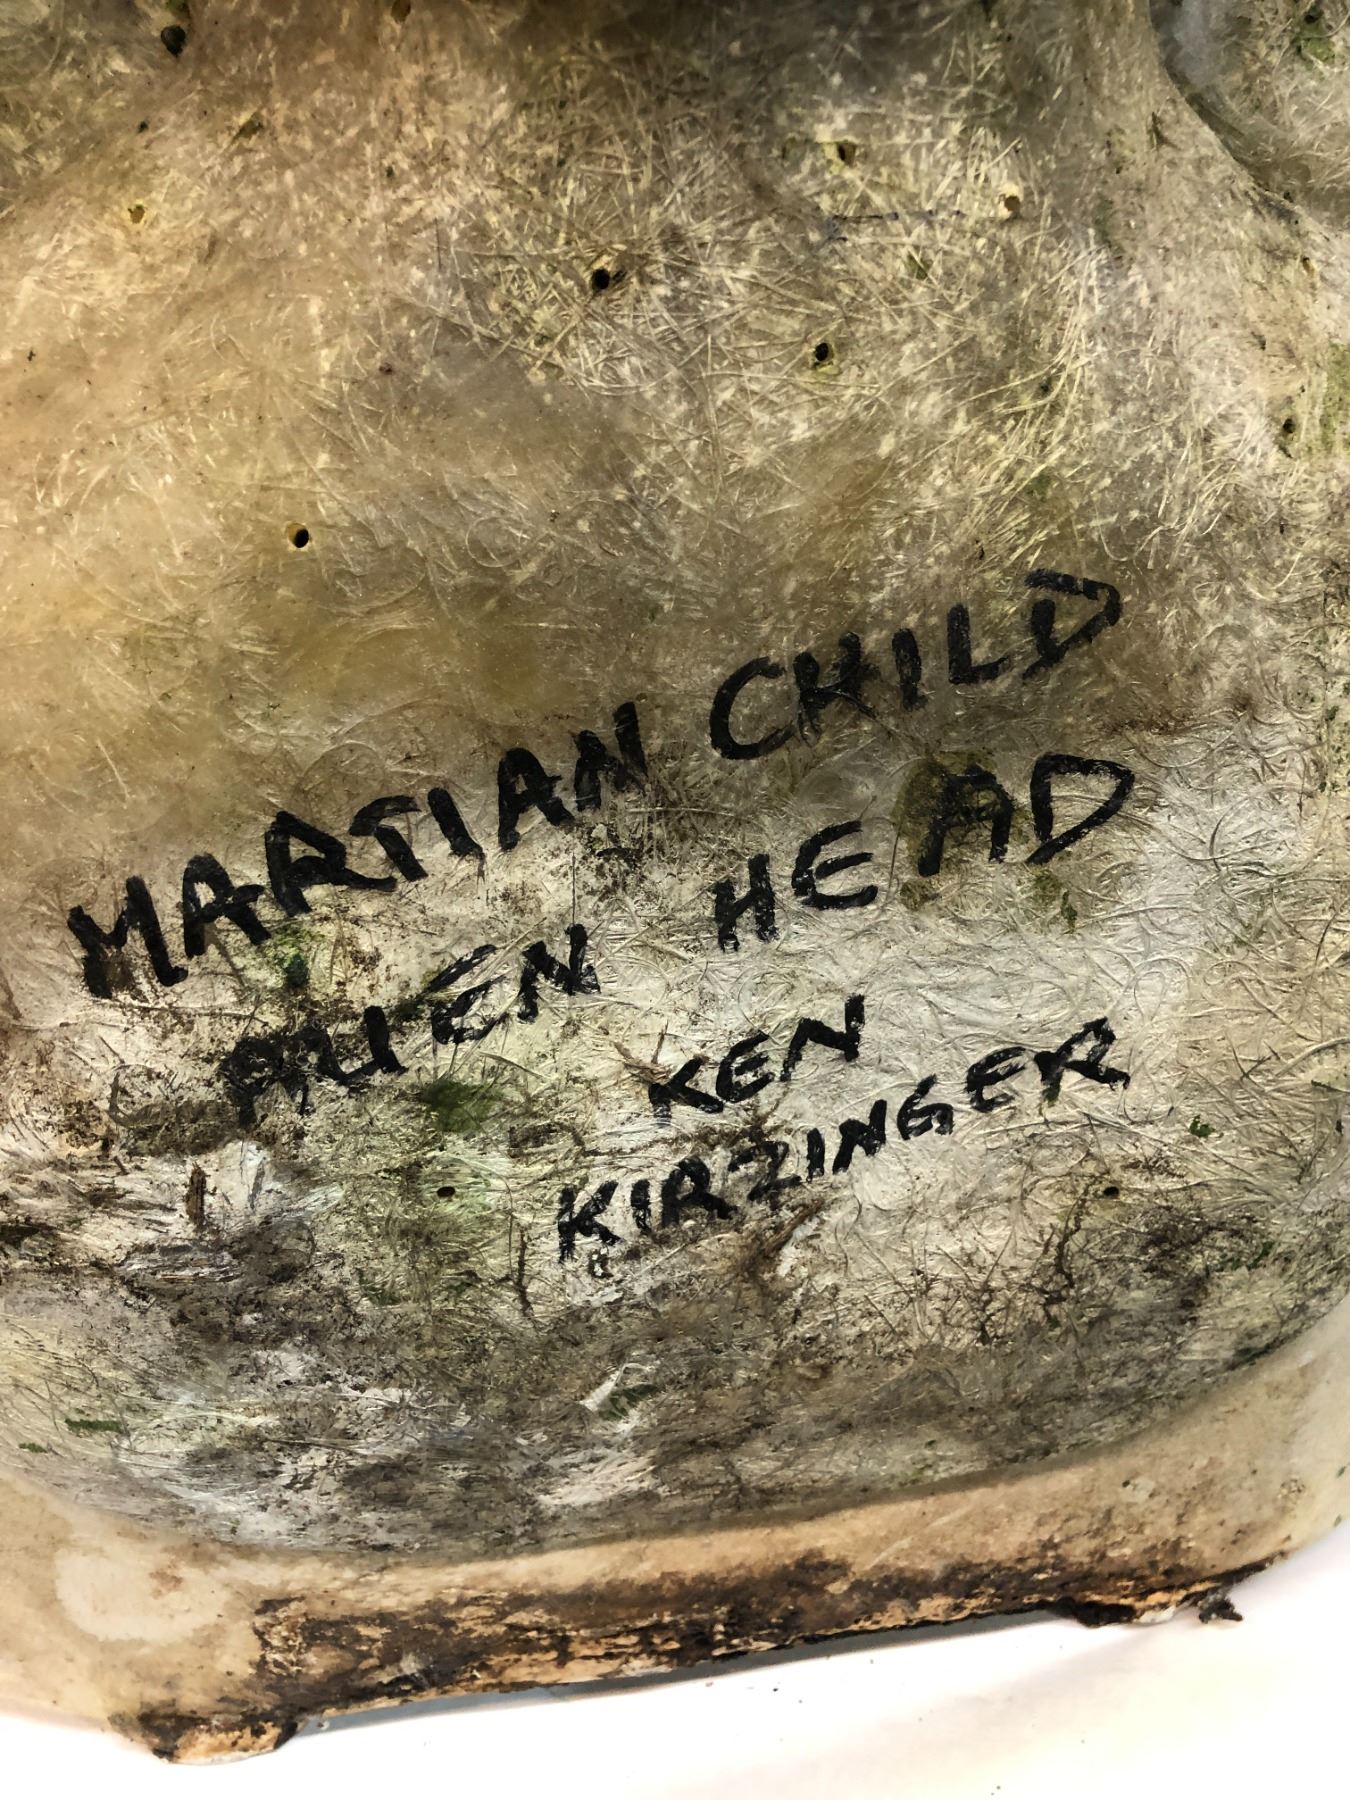 MARTIAN CHILD
ALIEN HEAD
KEN
KIRZINGER